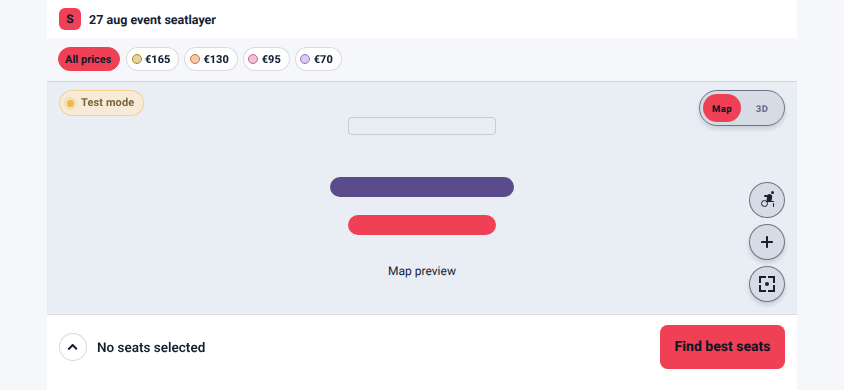 S 27 aug event seatlayer
All prices €165 €130 €95 €70
Test mode
Map 3D
Map preview
No seats selected
Find best seats